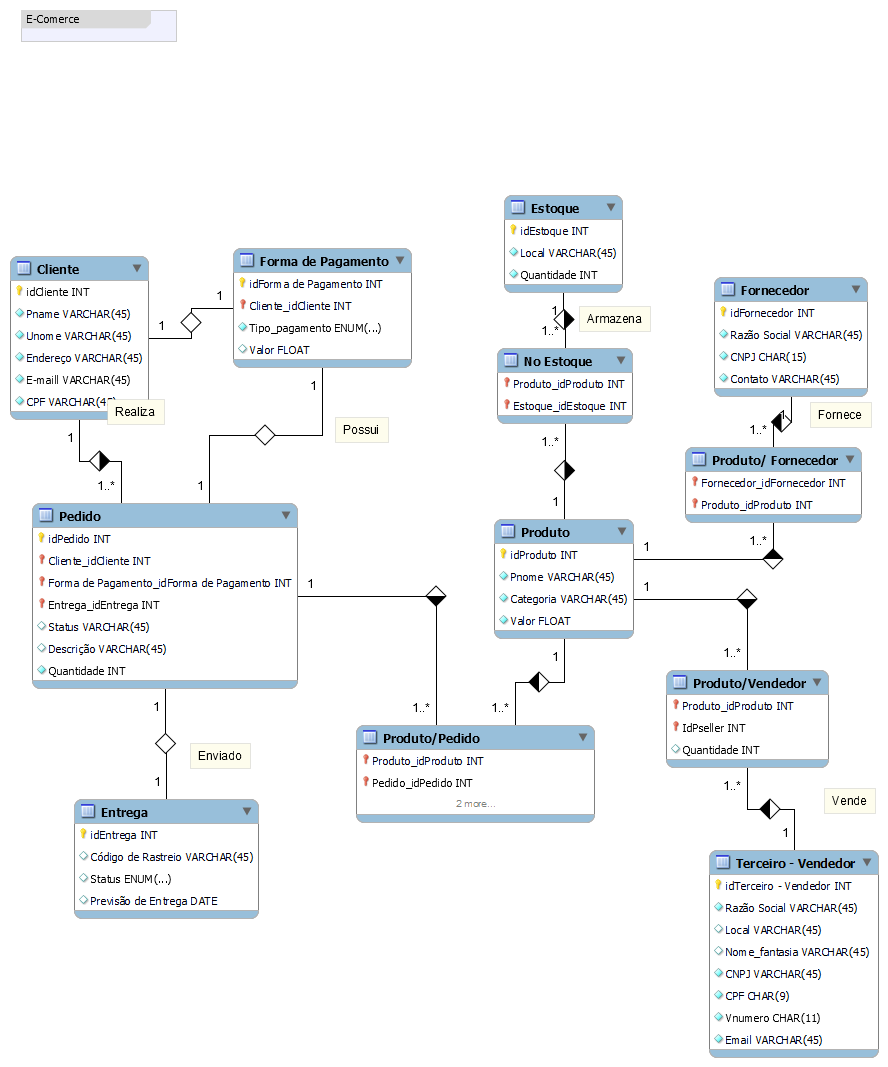 E-Comerce
Estoque
idEstoque INT
Local VARCHAR(45)
Quantidade INT
Cliente
idCliente INT
Pname VARCHAR(45)
Unome VARCHAR(45)
Endereço VARCHAR(45)
E-maill VARCHAR(45)
CPF VARCHAR(45)
Forma de Pagamento
idForma de Pagamento INT
Cliente_idCliente INT
Tipo_pagamento ENUM(...)
Valor FLOAT
1
1
Fornecedor
idFornecedor INT
Razão Social VARCHAR(45)
CNPJ CHAR(15)
Contato VARCHAR(45)
1
1..*
Armazena
No Estoque
Produto_idProduto INT
Estoque_idEstoque INT
Realiza
1
1..*
1
Possui
1
1
1..*
Fornece
Produto/ Fornecedor
Fornecedor_idFornecedor INT
Produto_idProduto INT
1..*
1
Pedido
idPedido INT
Cliente_idCliente INT
Forma de Pagamento_idForma de Pagamento INT
Entrega_idEntrega INT
Status VARCHAR(45)
Descrição VARCHAR(45)
Quantidade INT
Produto
idProduto INT
Pnome VARCHAR(45)
Categoria VARCHAR(45)
Valor FLOAT
1
1..*
1
1..*
1
1..*
1
1..*
Produto/Vendedor
Produto_idProduto INT
IdPseller INT
Quantidade INT
1
1
Enviado
Produto/Pedido
Produto_idProduto INT
Pedido_idPedido INT
2 more...
1..*
1
Vende
Entrega
idEntrega INT
Código de Rastreio VARCHAR(45)
Status ENUM(...)
Previsão de Entrega DATE
Terceiro - Vendedor
idTerceiro - Vendedor INT
Razão Social VARCHAR(45)
Local VARCHAR(45)
Nome_fantasia VARCHAR(45)
CNPJ VARCHAR(45)
CPF CHAR(9)
Vnumero CHAR(11)
Email VARCHAR(45)